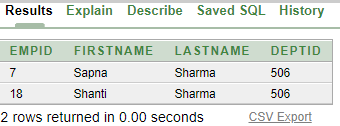 Results Explain Describe Saved SQL History
EMPID FIRSTNAME LASTNAME DEPTID
7 Sapna Sharma 506
18 Shanti Sharma 506
2 rows returned in 0.00 seconds CSV Export